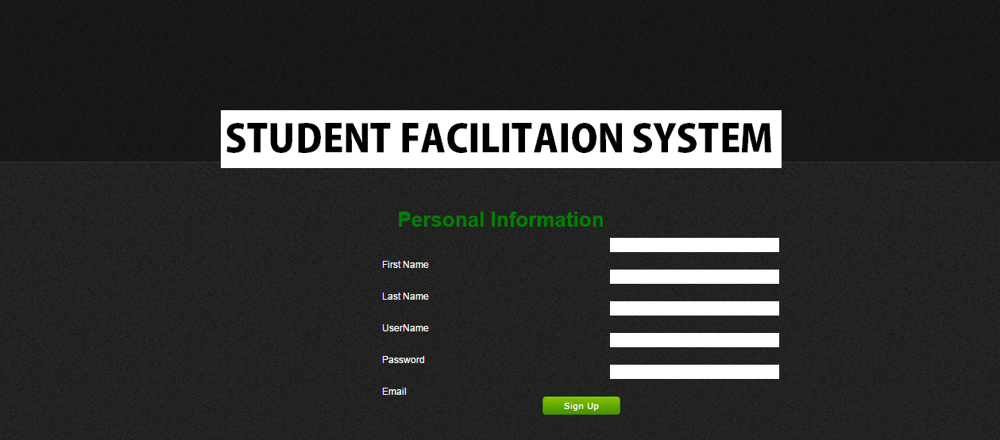 STUDENT FACILITAION SYSTEM
Personal Information
First Name
Last Name
UserName
Password
Email
Sign Up